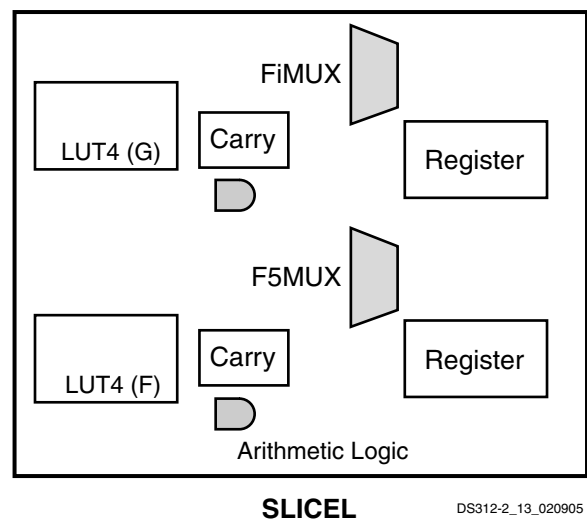 FiMUX
LUT4 (G)
Carry
Register
F5MUX
LUT4 (F)
Carry
Register
Arithmetic Logic
SLICEL
DS312-2_13_020905